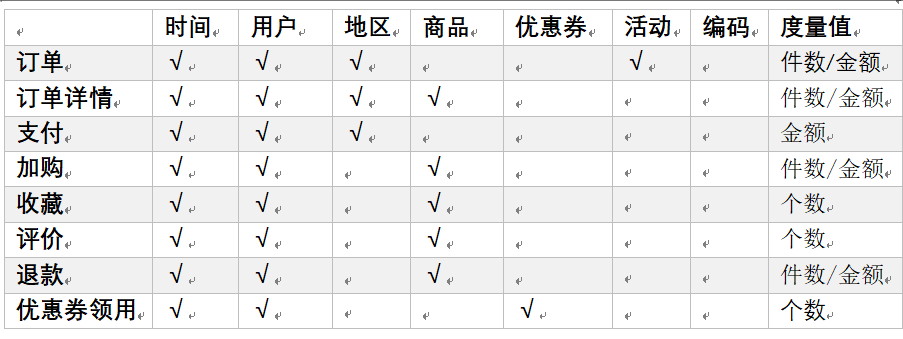 时间 用户 地区 商品 优惠券 活动 编码 度量值
订单 √ √ √ √ 件数/金额
订单详情 √ √ √ √ 件数/金额
支付 √ √ √ 金额
加购 √ √ √ 件数/金额
收藏 √ √ √ 个数
评价 √ √ √ 个数
退款 √ √ √ 件数/金额
优惠券领用 √ √ √ 个数